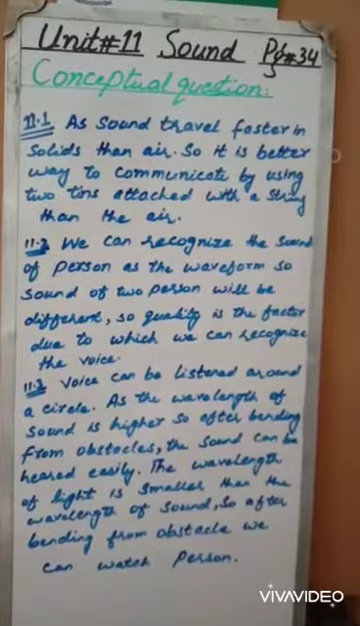 Unit#11 Sound Pg#34
Conceptual question:
11.1 As Sound travel faster in
Solids than air. So it is better
way to communicate by using
two tins attached with a string
than the air.
11.2 We can recognize the sound
of person as the waveform so
sound of two person will be
different, so quality is the factor
due to which we can recognize
the voice.
11.3 Voice can be listened around
a circle. As the wavelength of
Sound is higher so after bending
from obstacles, the sound can be
heared easily. The wavelength
of light is smaller than the
wavelength of sound, So after
bending from obstacle we
can watch person.
VIVAVIDEO